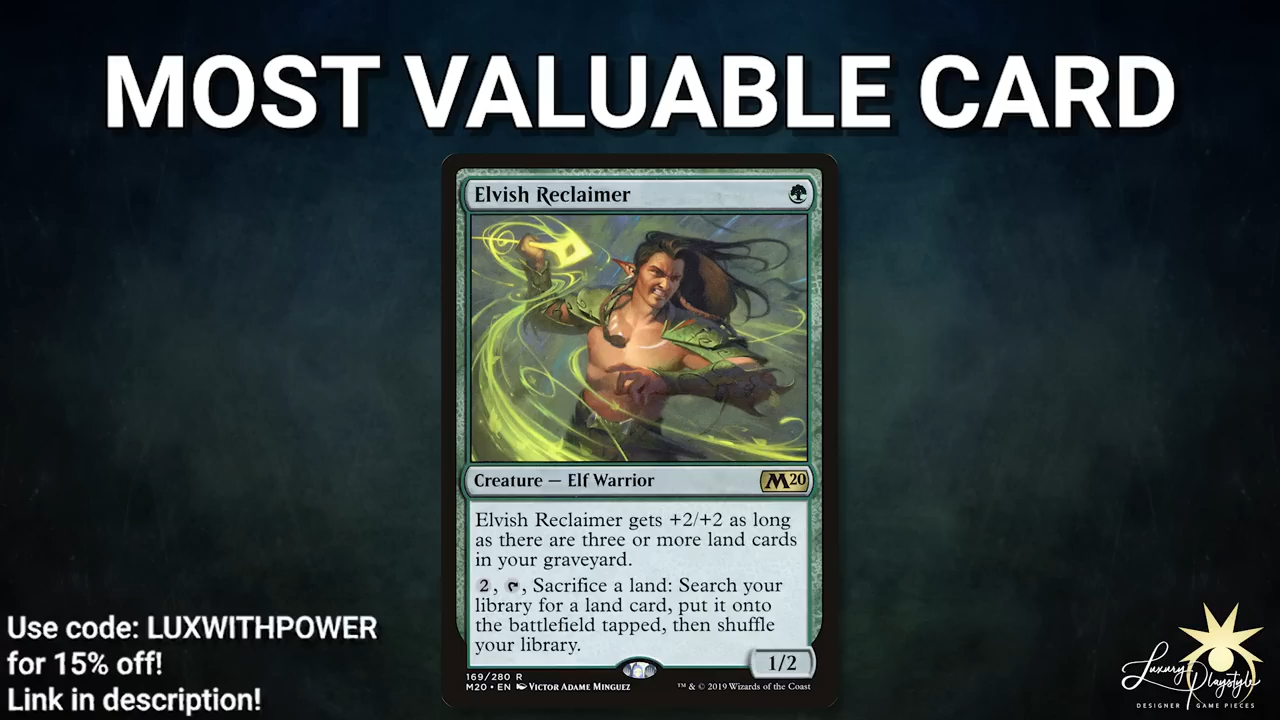 MOST VALUABLE CARD
Elvish Reclaimer
Creature — Elf Warrior
M20
Elvish Reclaimer gets +2/+2 as long
as there are three or more land cards
in your graveyard.
2, , Sacrifice a land: Search your
library for a land card, put it onto
the battlefield tapped, then shuffle
your library.
1/2
169/280 R
M20 • EN VICTOR ADAME MINGUEZ
™ & © 2019 Wizards of the Coast
Use code: LUXWITHPOWER
for 15% off!
Link in description!
Luxury
Playstyle
DESIGNER GAME PIECES